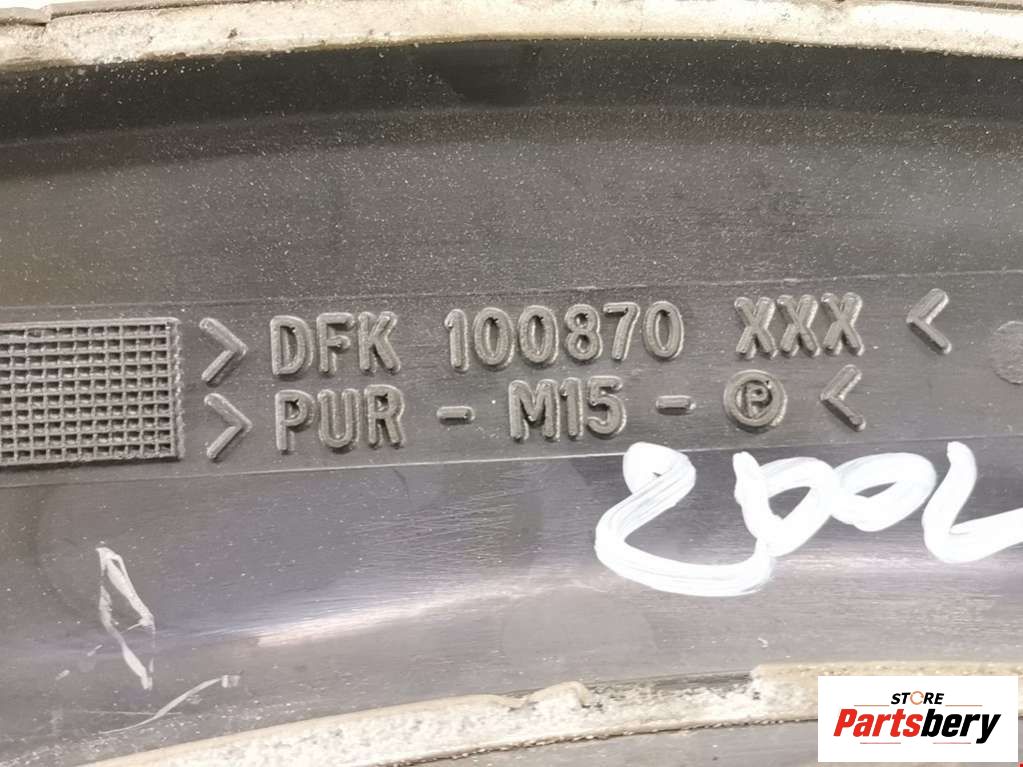 > DFK 100870 XXX <
> PUR - M15 - Ⓟ <
2002
STORE
Partsbery